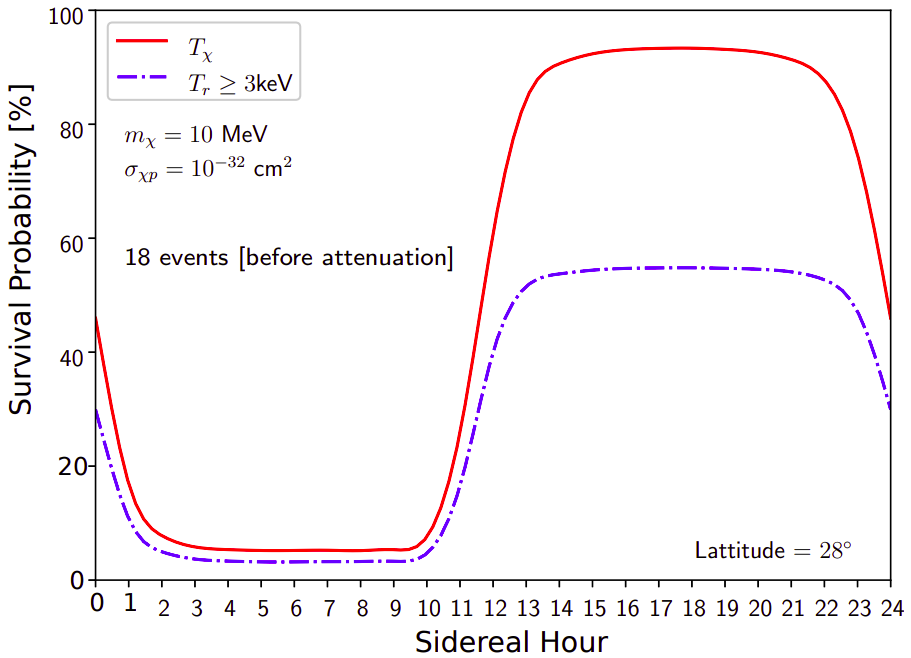 100
80
60
40
20
0
Survival Probability [%]
Tχ
Tr ≥ 3keV
mχ = 10 MeV
σχp = 10⁻³² cm²
18 events [before attenuation]
Lattitude = 28°
0 1 2 3 4 5 6 7 8 9 10 11 12 13 14 15 16 17 18 19 20 21 22 23 24
Sidereal Hour